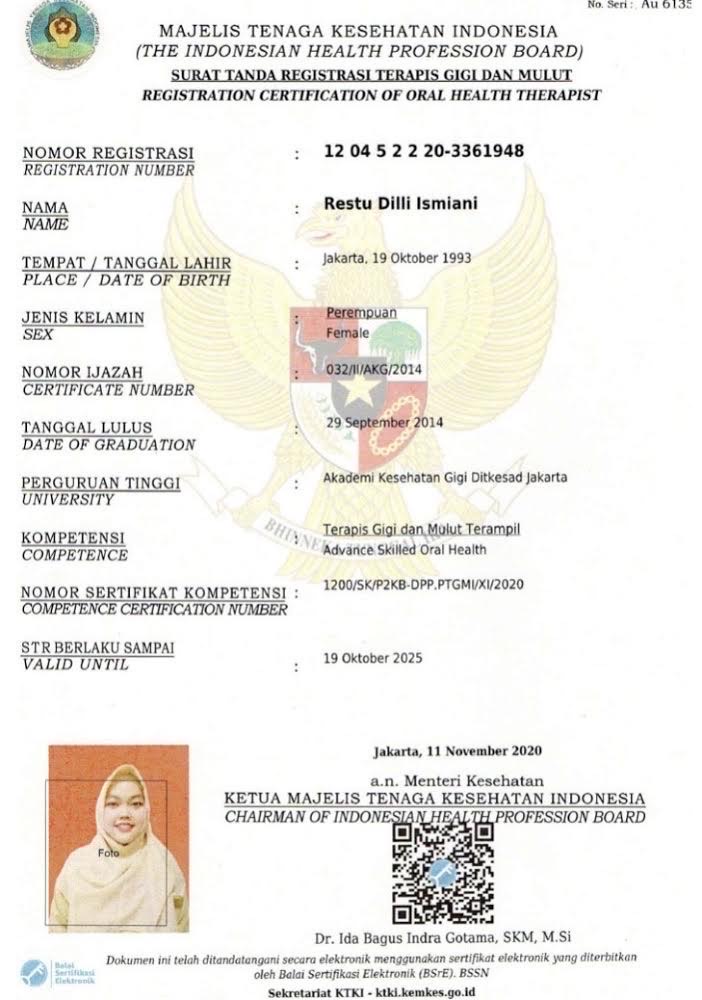 No. Seri : Au 6135
MAJELIS TENAGA KESEHATAN INDONESIA
(THE INDONESIAN HEALTH PROFESSION BOARD)
SURAT TANDA REGISTRASI TERAPIS GIGI DAN MULUT
REGISTRATION CERTIFICATION OF ORAL HEALTH THERAPIST
NOMOR REGISTRASI : 12 04 5 2 2 20-3361948
REGISTRATION NUMBER
NAMA : Restu Dilli Ismiani
NAME
TEMPAT / TANGGAL LAHIR : Jakarta, 19 Oktober 1993
PLACE / DATE OF BIRTH
JENIS KELAMIN : Perempuan
SEX Female
NOMOR IJAZAH : 032/II/AKG/2014
CERTIFICATE NUMBER
TANGGAL LULUS : 29 September 2014
DATE OF GRADUATION
PERGURUAN TINGGI : Akademi Kesehatan Gigi Ditkesad Jakarta
UNIVERSITY
KOMPETENSI : Terapis Gigi dan Mulut Terampil
COMPETENCE Advance Skilled Oral Health
NOMOR SERTIFIKAT KOMPETENSI : 1200/SK/P2KB-DPP.PTGMI/XI/2020
COMPETENCE CERTIFICATION NUMBER
STR BERLAKU SAMPAI : 19 Oktober 2025
VALID UNTIL
Jakarta, 11 November 2020
a.n. Menteri Kesehatan
KETUA MAJELIS TENAGA KESEHATAN INDONESIA
CHAIRMAN OF INDONESIAN HEALTH PROFESSION BOARD
Foto
Dr. Ida Bagus Indra Gotama, SKM, M.Si
Balai
Sertifikasi
Elektronik
Dokumen ini telah ditandatangani secara elektronik menggunakan sertifikat elektronik yang diterbitkan
oleh Balai Sertifikasi Elektronik (BSrE). BSSN
Sekretariat KTKI - ktki.kemkes.go.id